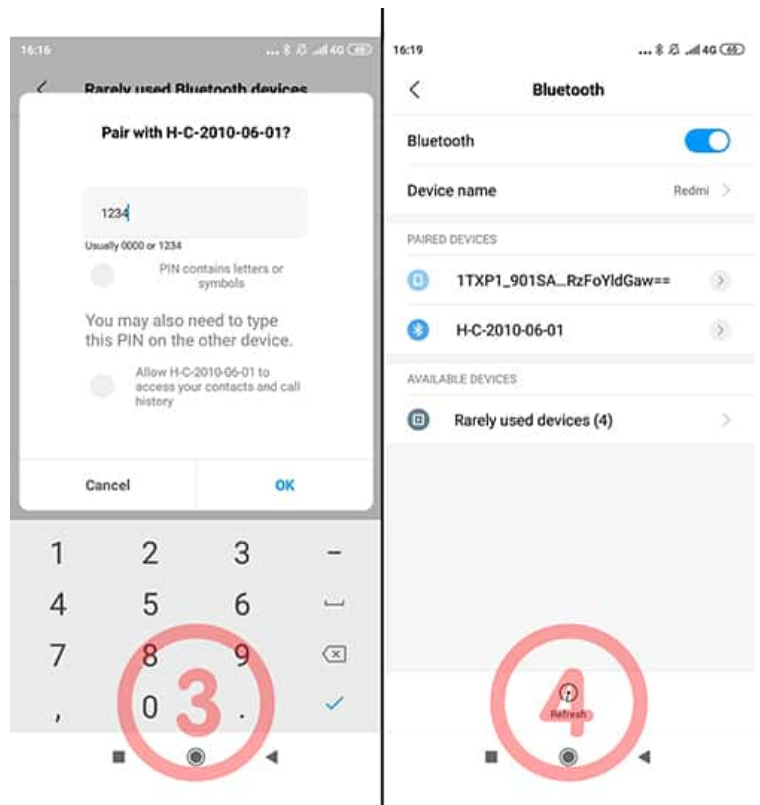 16:16
... 4G 65
Rarely used Bluetooth devices
Pair with H-C-2010-06-01?
1234
Usually 0000 or 1234
PIN contains letters or
symbols
You may also need to type
this PIN on the other device.
Allow H-C-2010-06-01 to
access your contacts and call
history
Cancel
OK
1 2 3 –
4 5 6
7 8 9
, 0 .
3
16:19
... 4G 65
Bluetooth
Bluetooth
Device name Redmi
PAIRED DEVICES
1TXP1_901SA...RzFoYldGaw==
H-C-2010-06-01
AVAILABLE DEVICES
Rarely used devices (4)
Refresh
4